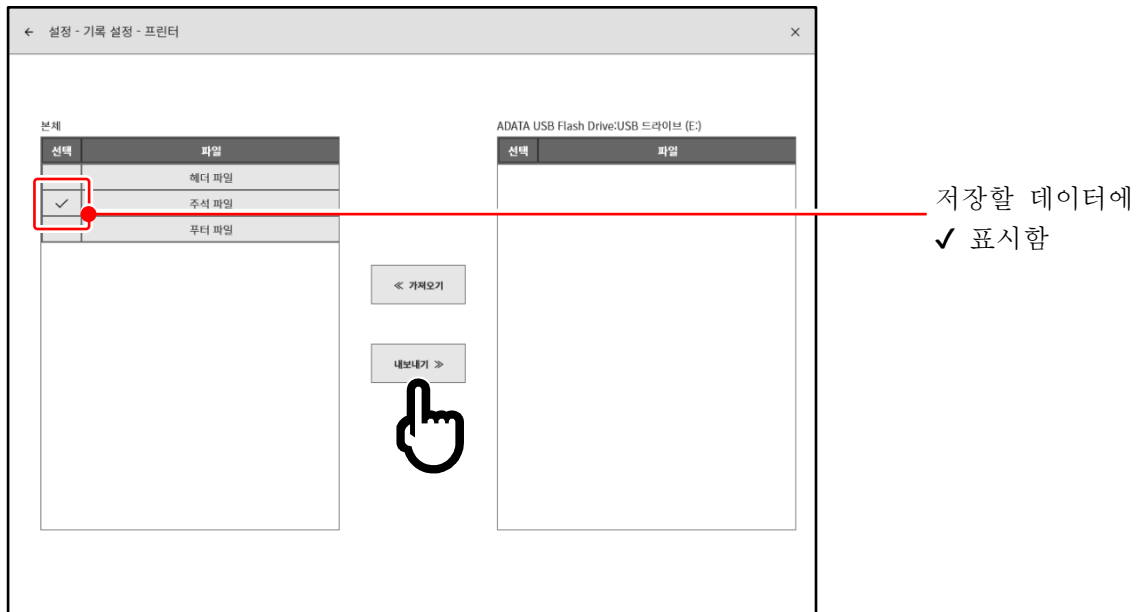 ← 설정 - 기록 설정 - 프린터 ×
본체
선택 파일
헤더 파일
✓ 주석 파일
푸터 파일
≪ 가져오기
내보내기 ≫
ADATA USB Flash Drive:USB 드라이브 (E:)
선택 파일
저장할 데이터에
✓ 표시함